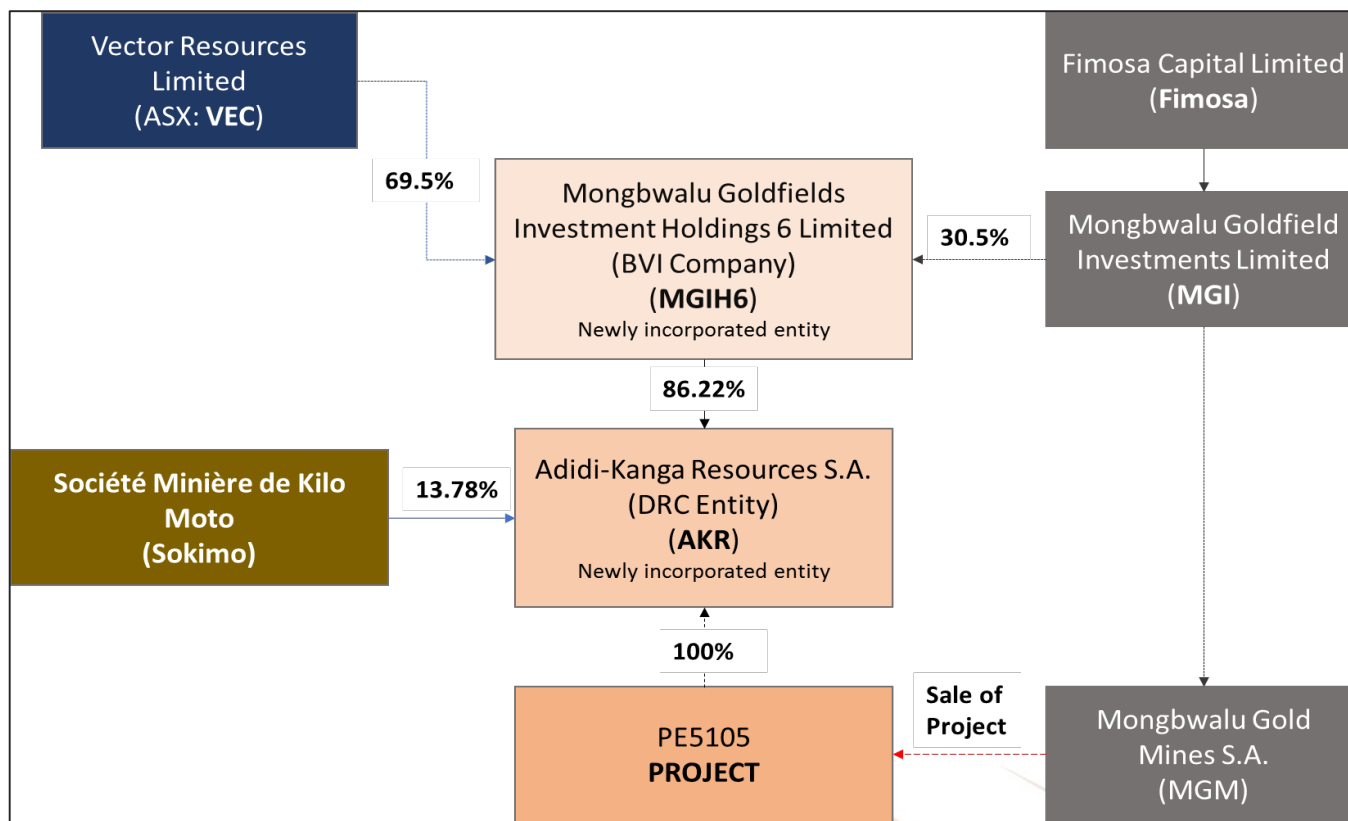 Vector Resources
Limited
(ASX: VEC)
Fimosa Capital Limited
(Fimosa)
69.5%
Mongbwalu Goldfields
Investment Holdings 6 Limited
(BVI Company)
(MGIH6)
Newly incorporated entity
30.5%
Mongbwalu Goldfield
Investments Limited
(MGI)
86.22%
Société Minière de Kilo
Moto
(Sokimo)
13.78%
Adidi-Kanga Resources S.A.
(DRC Entity)
(AKR)
Newly incorporated entity
100%
PE5105
PROJECT
Sale of
Project
Mongbwalu Gold
Mines S.A.
(MGM)